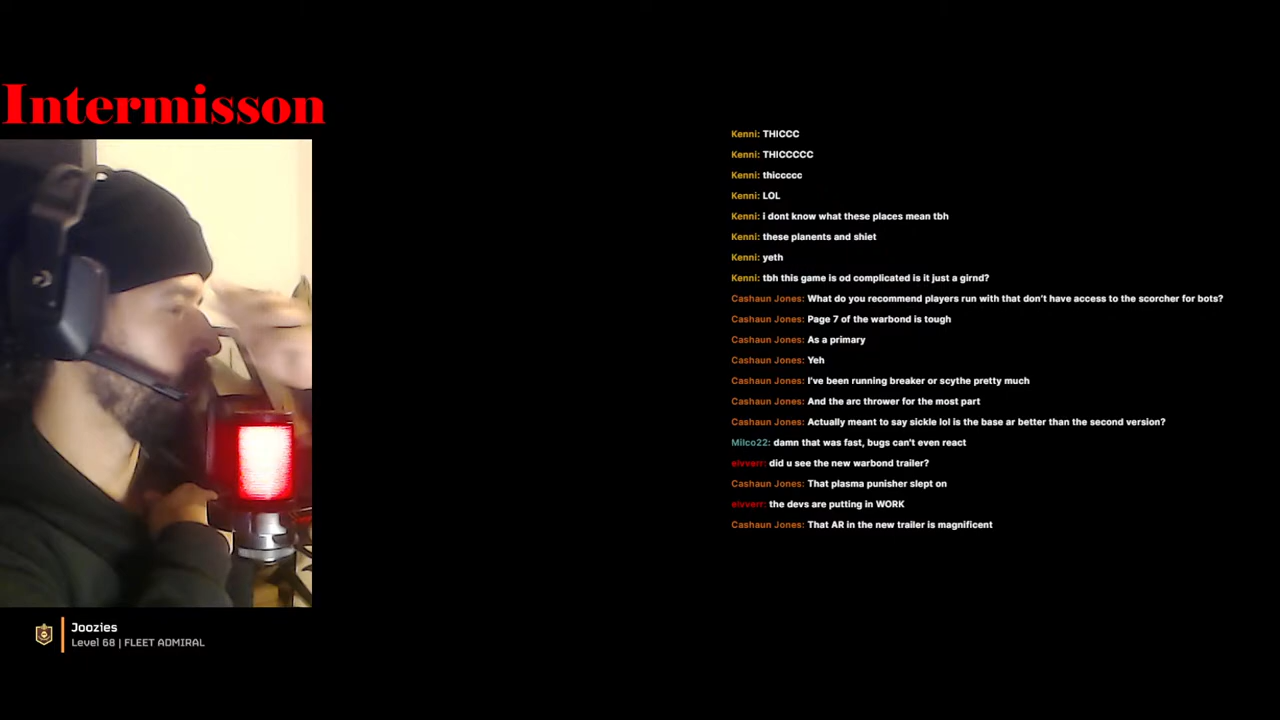 Intermisson
Kenni: THICCC
Kenni: THICCCCC
Kenni: thiccccc
Kenni: LOL
Kenni: i dont know what these places mean tbh
Kenni: these planents and shiet
Kenni: yeth
Kenni: tbh this game is od complicated is it just a girnd?
Cashaun Jones: What do you recommend players run with that don't have access to the scorcher for bots?
Cashaun Jones: Page 7 of the warbond is tough
Cashaun Jones: As a primary
Cashaun Jones: Yeh
Cashaun Jones: I've been running breaker or scythe pretty much
Cashaun Jones: And the arc thrower for the most part
Cashaun Jones: Actually meant to say sickle lol is the base ar better than the second version?
Milco22: damn that was fast, bugs can't even react
elvverr: did u see the new warbond trailer?
Cashaun Jones: That plasma punisher slept on
elvverr: the devs are putting in WORK
Cashaun Jones: That AR in the new trailer is magnificent
Joozies
Level 68 | FLEET ADMIRAL